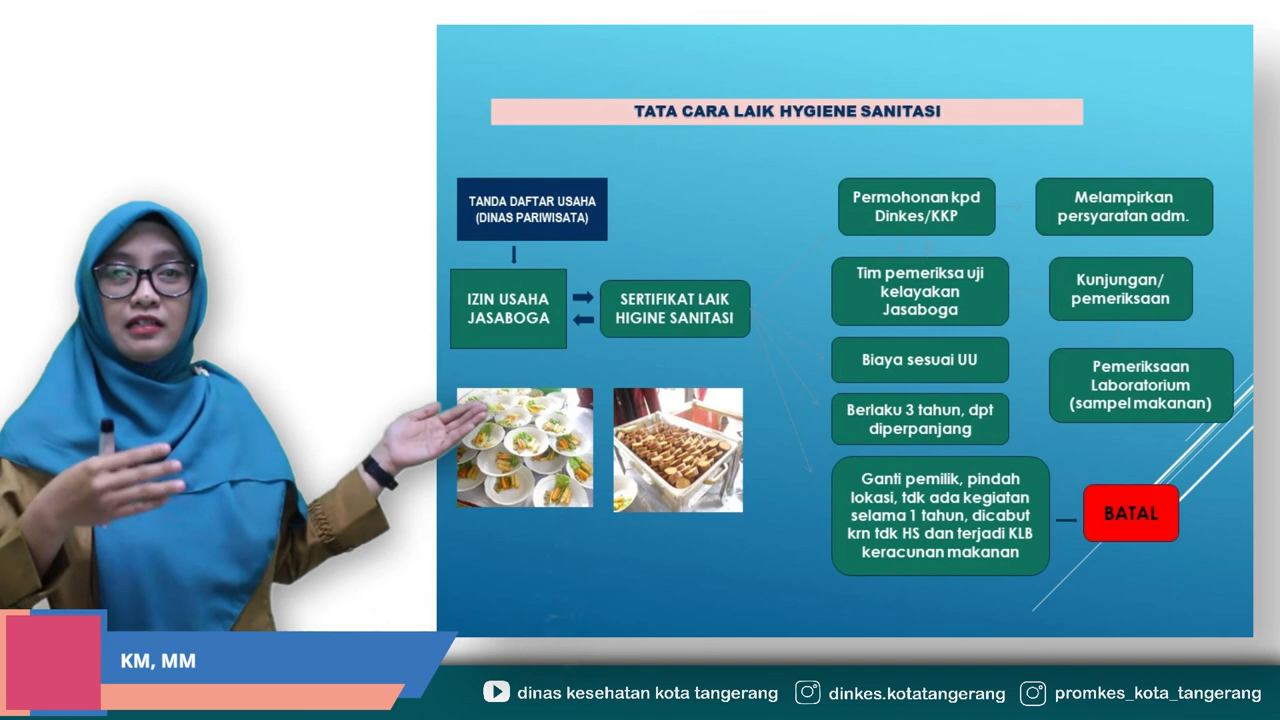 TATA CARA LAIK HYGIENE SANITASI
TANDA DAFTAR USAHA
(DINAS PARIWISATA)
IZIN USAHA
JASABOGA
SERTIFIKAT LAIK
HIGINE SANITASI
Permohonan kpd
Dinkes/KKP
Melampirkan
persyaratan adm.
Tim pemeriksa uji
kelayakan
Jasaboga
Kunjungan/
pemeriksaan
Biaya sesuai UU
Pemeriksaan
Laboratorium
(sampel makanan)
Berlaku 3 tahun, dpt
diperpanjang
Ganti pemilik, pindah
lokasi, tdk ada kegiatan
selama 1 tahun, dicabut
krn tdk HS dan terjadi KLB
keracunan makanan
BATAL
KM, MM
dinas kesehatan kota tangerang
dinkes.kotatangerang
promkes_kota_tangerang